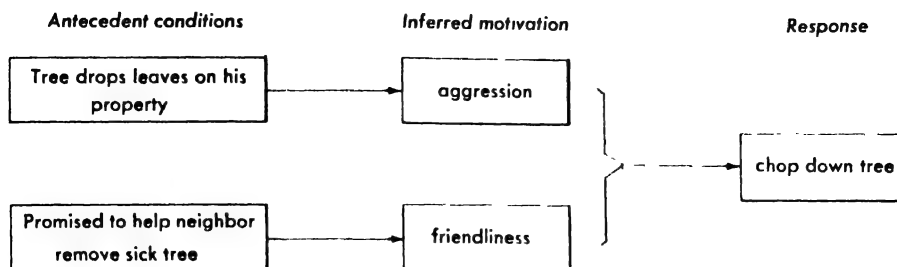 Antecedent conditions
Inferred motivation
Response
Tree drops leaves on his
property
aggression
chop down tree
Promised to help neighbor
remove sick tree
friendliness